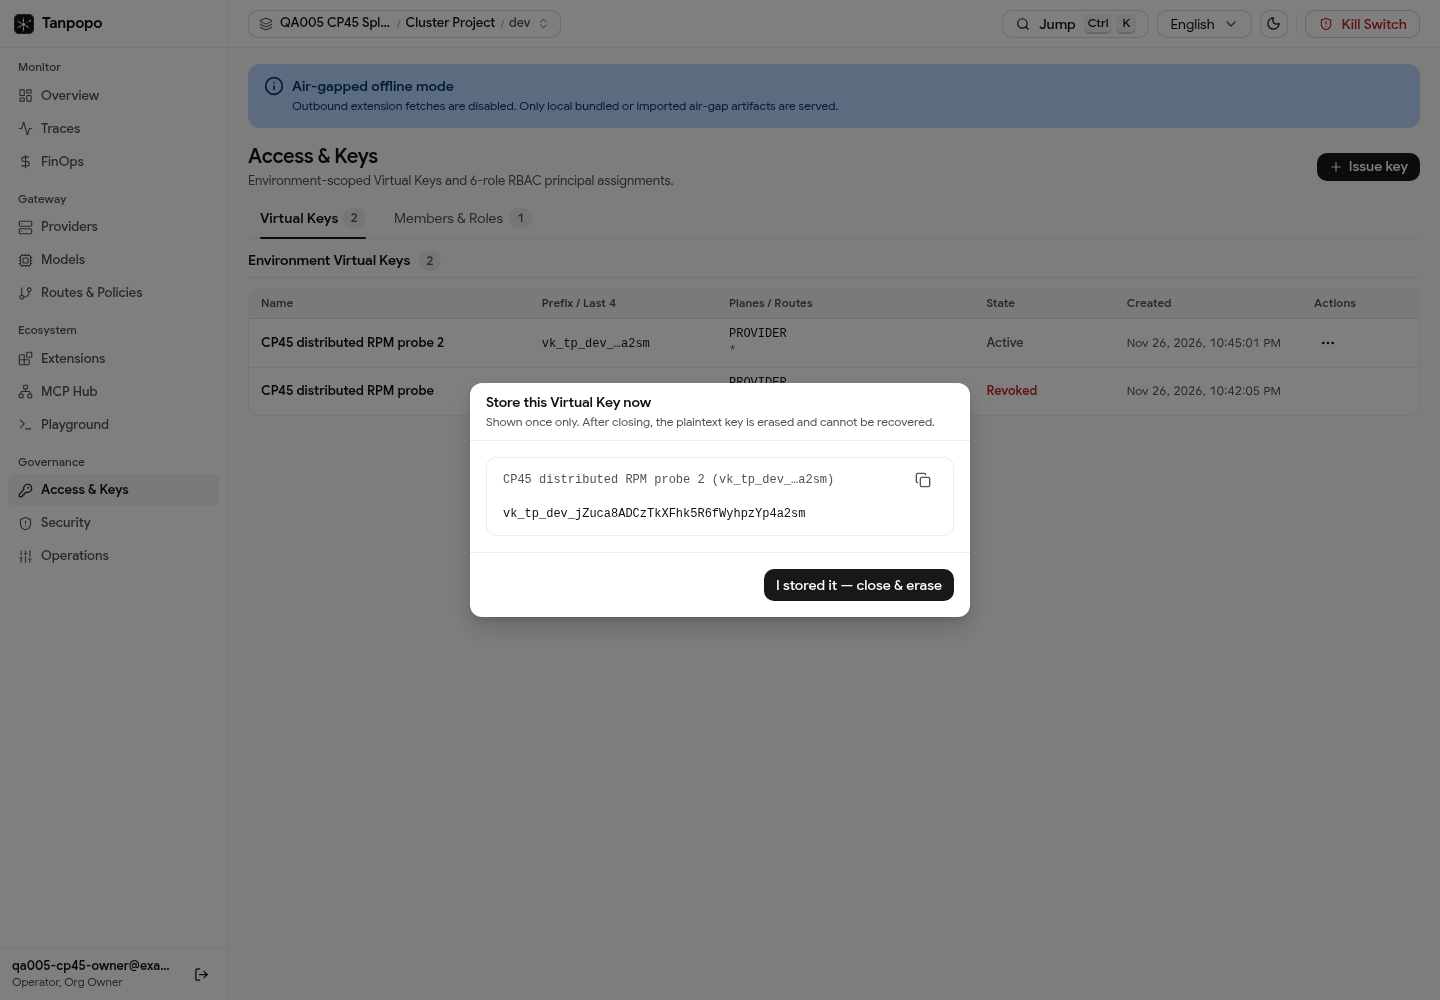 Tanpopo
QA005 CP45 Spl... / Cluster Project / dev
Jump Ctrl K
English
Kill Switch
Monitor
Overview
Traces
FinOps
Gateway
Providers
Models
Routes & Policies
Ecosystem
Extensions
MCP Hub
Playground
Governance
Access & Keys
Security
Operations
qa005-cp45-owner@exa...
Operator, Org Owner
Air-gapped offline mode
Outbound extension fetches are disabled. Only local bundled or imported air-gap artifacts are served.
Access & Keys
Environment-scoped Virtual Keys and 6-role RBAC principal assignments.
+ Issue key
Virtual Keys 2
Members & Roles 1
Environment Virtual Keys 2
Name Prefix / Last 4 Planes / Routes State Created Actions
CP45 distributed RPM probe 2 vk_tp_dev_…a2sm PROVIDER Active Nov 26, 2026, 10:45:01 PM
*
CP45 distributed RPM probe PROVIDER Revoked Nov 26, 2026, 10:42:05 PM
Store this Virtual Key now
Shown once only. After closing, the plaintext key is erased and cannot be recovered.
CP45 distributed RPM probe 2 (vk_tp_dev_…a2sm)
vk_tp_dev_jZuca8ADCzTkXFhk5R6fWyhpzYp4a2sm
I stored it — close & erase